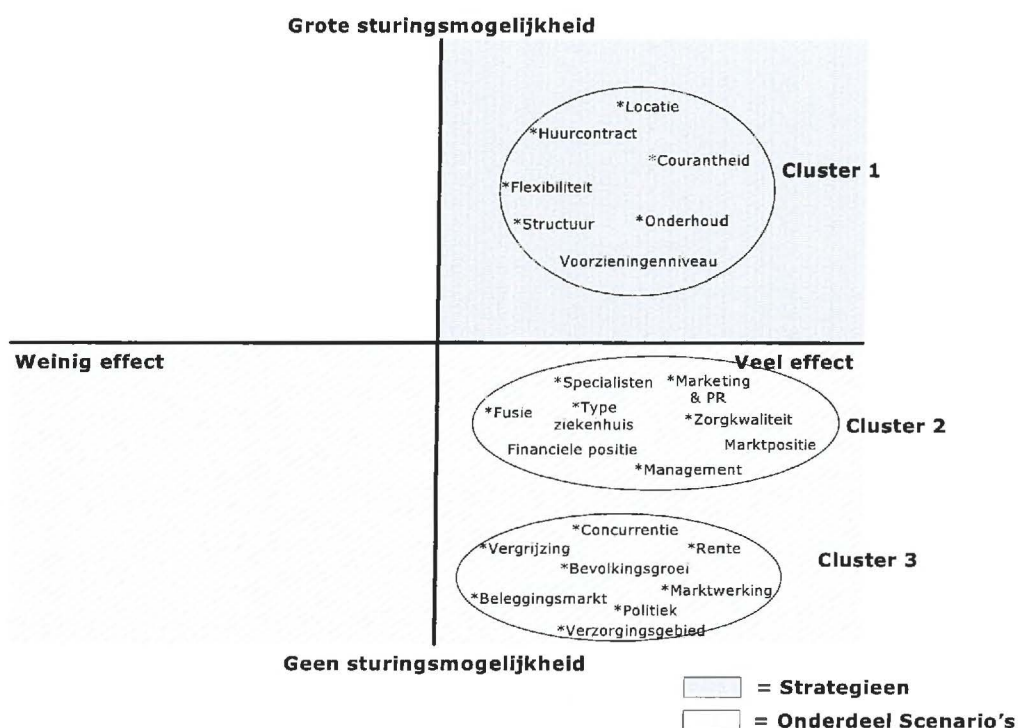 Grote sturingsmogelijkheid
*Locatie
*Huurcontract
*Courantheid
Cluster 1
*Flexibiliteit
*Structuur
*Onderhoud
Voorzieningenniveau
Weinig effect
Veel effect
*Specialisten
*Marketing
& PR
*Fusie
*Type
ziekenhuis
*Zorgkwaliteit
Cluster 2
Financiele positie
Marktpositie
*Management
*Concurrentie
*Vergrijzing
*Rente
Cluster 3
*Bevolkingsgroei
*Marktwerking
*Beleggingsmarkt
*Politiek
*Verzorgingsgebied
Geen sturingsmogelijkheid
= Strategieen
= Onderdeel Scenario's